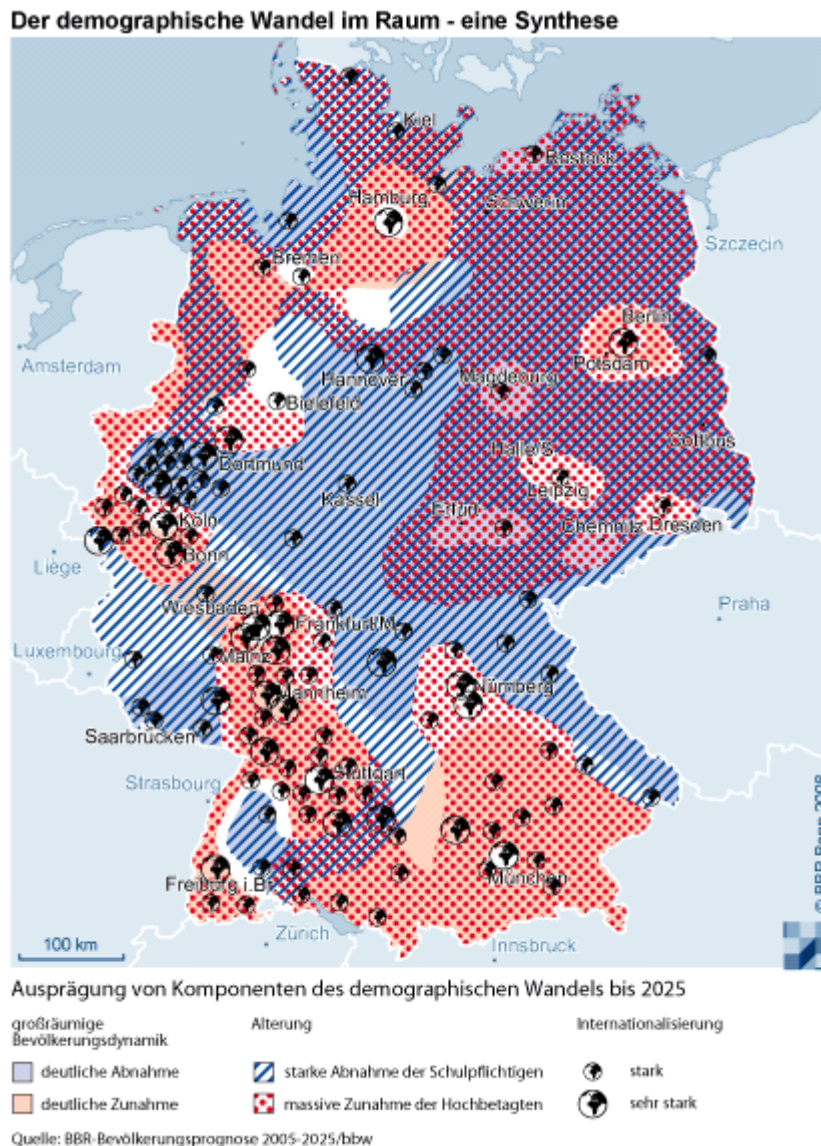 Der demographische Wandel im Raum - eine Synthese
Kiel
Rostock
Hamburg
Schwerin
Szczecin
Bremen
Berlin
Amsterdam
Potsdam
Hannover
Magdeburg
Bielefeld
Cottbus
Halle/S.
Dortmund
Leipzig
Kassel
Erfurt
Chemnitz
Dresden
Köln
Liège
Bonn
Praha
Wiesbaden
Frankfurt/M.
Luxembourg
Mainz
Nürnberg
Mannheim
Saarbrücken
Strasbourg
Stuttgart
München
Freiburg i.Br.
Zürich
Innsbruck
100 km
© BBR Bonn 2008
Ausprägung von Komponenten des demographischen Wandels bis 2025
großräumige
Bevölkerungsdynamik
deutliche Abnahme
deutliche Zunahme
Alterung
starke Abnahme der Schulpflichtigen
massive Zunahme der Hochbetagten
Internationalisierung
stark
sehr stark
Quelle: BBR-Bevölkerungsprognose 2005-2025/bbw